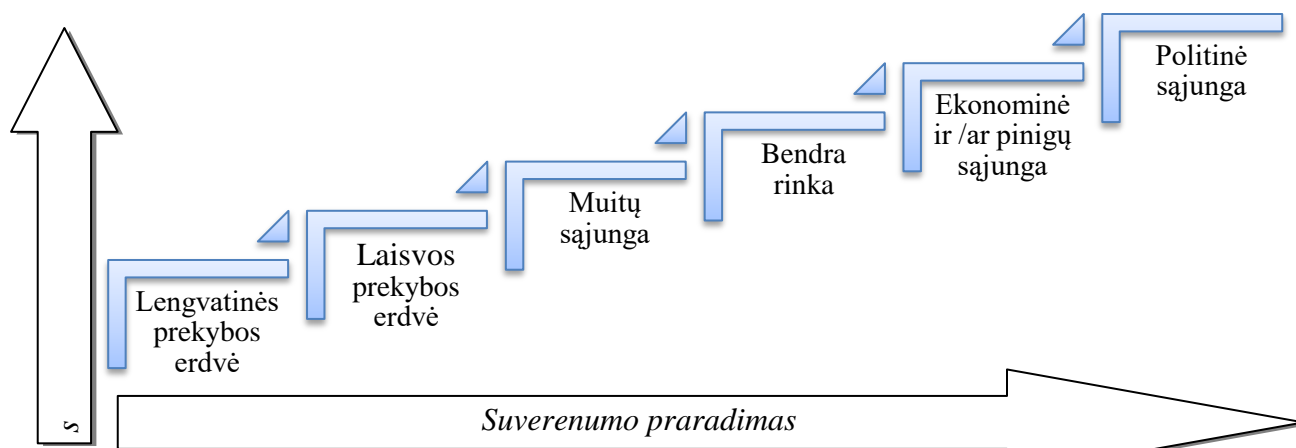 Politinė
sąjunga
Ekonominė
ir /ar pinigų
sąjunga
Bendra
rinka
Muitų
sąjunga
Laisvos
prekybos
erdvė
Lengvatinės
prekybos
erdvė
s
Suverenumo praradimas